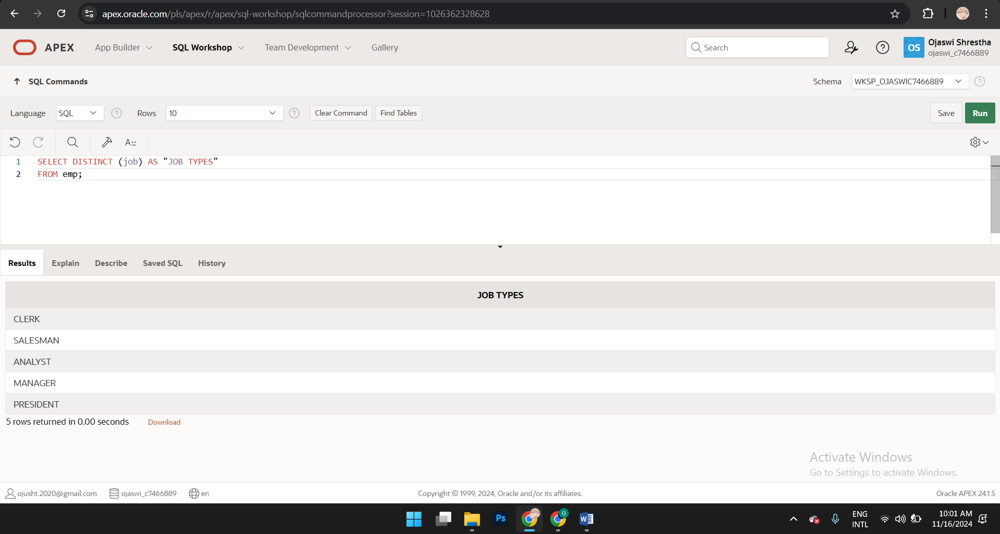 apex.oracle.com/pls/apex/r/apex/sql-workshop/sqlcommandprocessor?session=1026362328628
APEX App Builder SQL Workshop Team Development Gallery Search OS Ojaswi Shrestha
ojaswi_c7466889
SQL Commands Schema WKSP_OJASWIC7466889
Language SQL Rows 10 Clear Command Find Tables Save Run
A::
1 SELECT DISTINCT (job) AS "JOB TYPES"
2 FROM emp;
Results Explain Describe Saved SQL History
JOB TYPES
CLERK
SALESMAN
ANALYST
MANAGER
PRESIDENT
5 rows returned in 0.00 seconds Download
Activate Windows
Go to Settings to activate Windows.
ojusht.2020@gmail.com ojaswi_c7466889 en Copyright © 1999, 2024, Oracle and/or its affiliates. Oracle APEX 24.1.5
Ps O W ENG 10:01 AM
INTL 11/16/2024